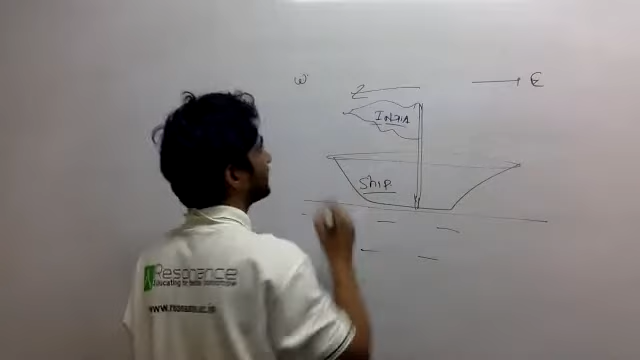 W
E
INDIA
Ship
Resonance
Educating for better tomorrow
www.resonance.ac.in